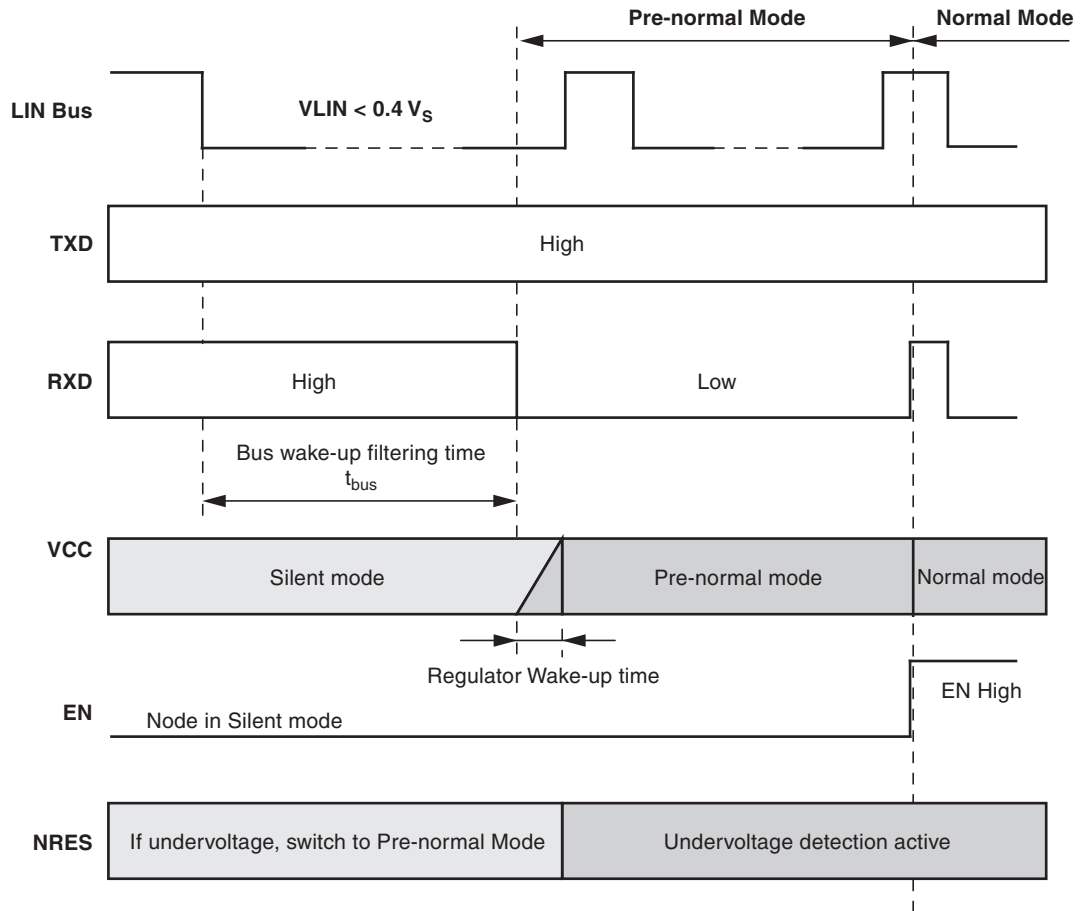 Pre-normal Mode
Normal Mode
LIN Bus
VLIN < 0.4 VS
TXD
High
RXD
High
Low
Bus wake-up filtering time
tbus
VCC
Silent mode
Pre-normal mode
Normal mode
Regulator Wake-up time
EN
Node in Silent mode
EN High
NRES
If undervoltage, switch to Pre-normal Mode
Undervoltage detection active